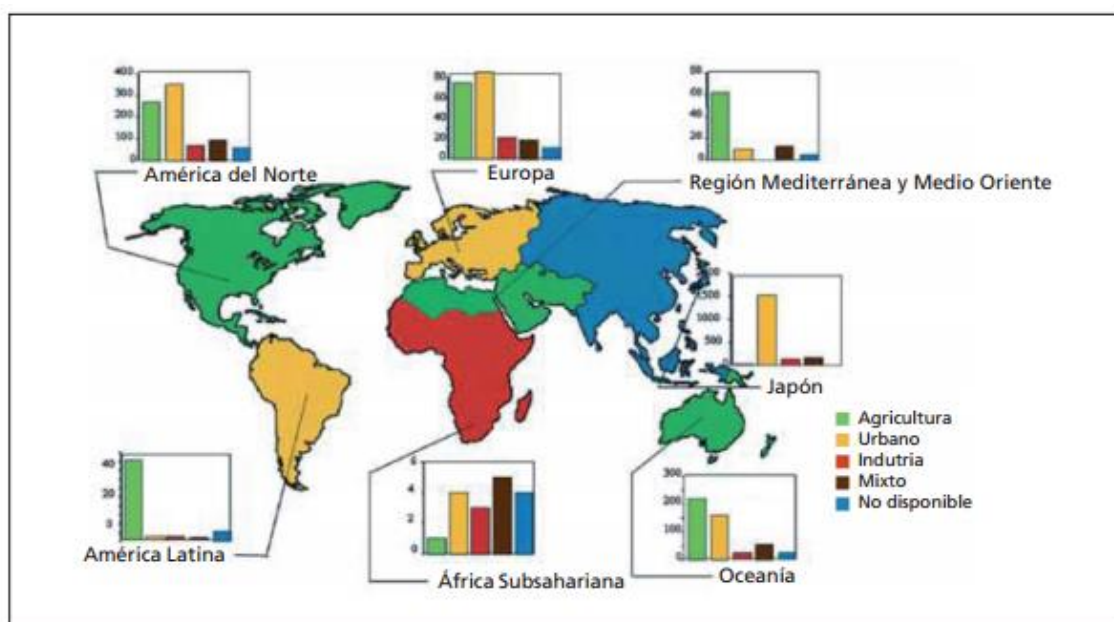 400
300
200
100
0
América del Norte
80
60
40
20
0
Europa
80
60
40
20
0
Región Mediterránea y Medio Oriente
1500
1000
500
0
Japón
Agricultura
Urbano
Indutria
Mixto
No disponible
40
20
0
América Latina
6
4
2
0
África Subsahariana
300
200
100
0
Oceanía